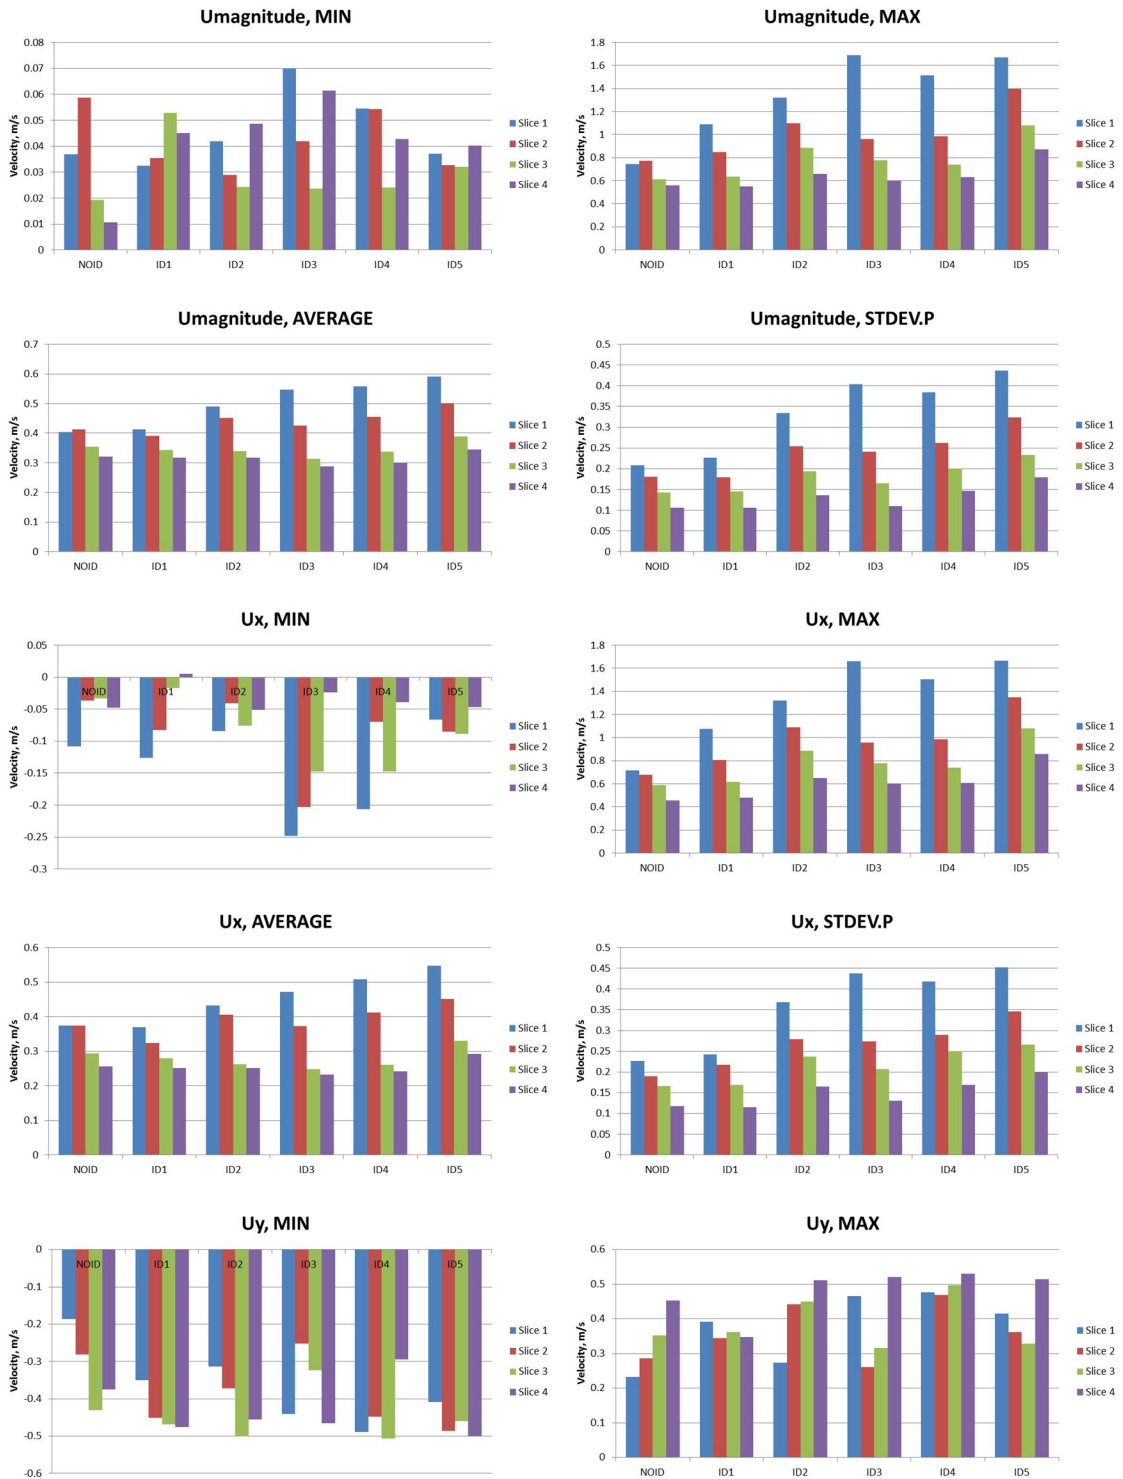 Umagnitude, MIN
0.08
0.07
0.06
0.05
0.04
0.03
0.02
0.01
0
Velocity, m/s
NOID ID1 ID2 ID3 ID4 ID5
Slice 1
Slice 2
Slice 3
Slice 4
Umagnitude, MAX
1.8
1.6
1.4
1.2
1
0.8
0.6
0.4
0.2
0
Velocity, m/s
NOID ID1 ID2 ID3 ID4 ID5
Slice 1
Slice 2
Slice 3
Slice 4
Umagnitude, AVERAGE
0.7
0.6
0.5
0.4
0.3
0.2
0.1
0
Velocity, m/s
NOID ID1 ID2 ID3 ID4 ID5
Slice 1
Slice 2
Slice 3
Slice 4
Umagnitude, STDEV.P
0.5
0.45
0.4
0.35
0.3
0.25
0.2
0.15
0.1
0.05
0
Velocity, m/s
NOID ID1 ID2 ID3 ID4 ID5
Slice 1
Slice 2
Slice 3
Slice 4
Ux, MIN
0.05
0
-0.05
-0.1
-0.15
-0.2
-0.25
-0.3
Velocity, m/s
NOID ID1 ID2 ID3 ID4 ID5
Slice 1
Slice 2
Slice 3
Slice 4
Ux, MAX
1.8
1.6
1.4
1.2
1
0.8
0.6
0.4
0.2
0
Velocity, m/s
NOID ID1 ID2 ID3 ID4 ID5
Slice 1
Slice 2
Slice 3
Slice 4
Ux, AVERAGE
0.6
0.5
0.4
0.3
0.2
0.1
0
Velocity, m/s
NOID ID1 ID2 ID3 ID4 ID5
Slice 1
Slice 2
Slice 3
Slice 4
Ux, STDEV.P
0.5
0.45
0.4
0.35
0.3
0.25
0.2
0.15
0.1
0.05
0
Velocity, m/s
NOID ID1 ID2 ID3 ID4 ID5
Slice 1
Slice 2
Slice 3
Slice 4
Uy, MIN
0
-0.1
-0.2
-0.3
-0.4
-0.5
-0.6
Velocity, m/s
NOID ID1 ID2 ID3 ID4 ID5
Slice 1
Slice 2
Slice 3
Slice 4
Uy, MAX
0.6
0.5
0.4
0.3
0.2
0.1
0
Velocity, m/s
NOID ID1 ID2 ID3 ID4 ID5
Slice 1
Slice 2
Slice 3
Slice 4